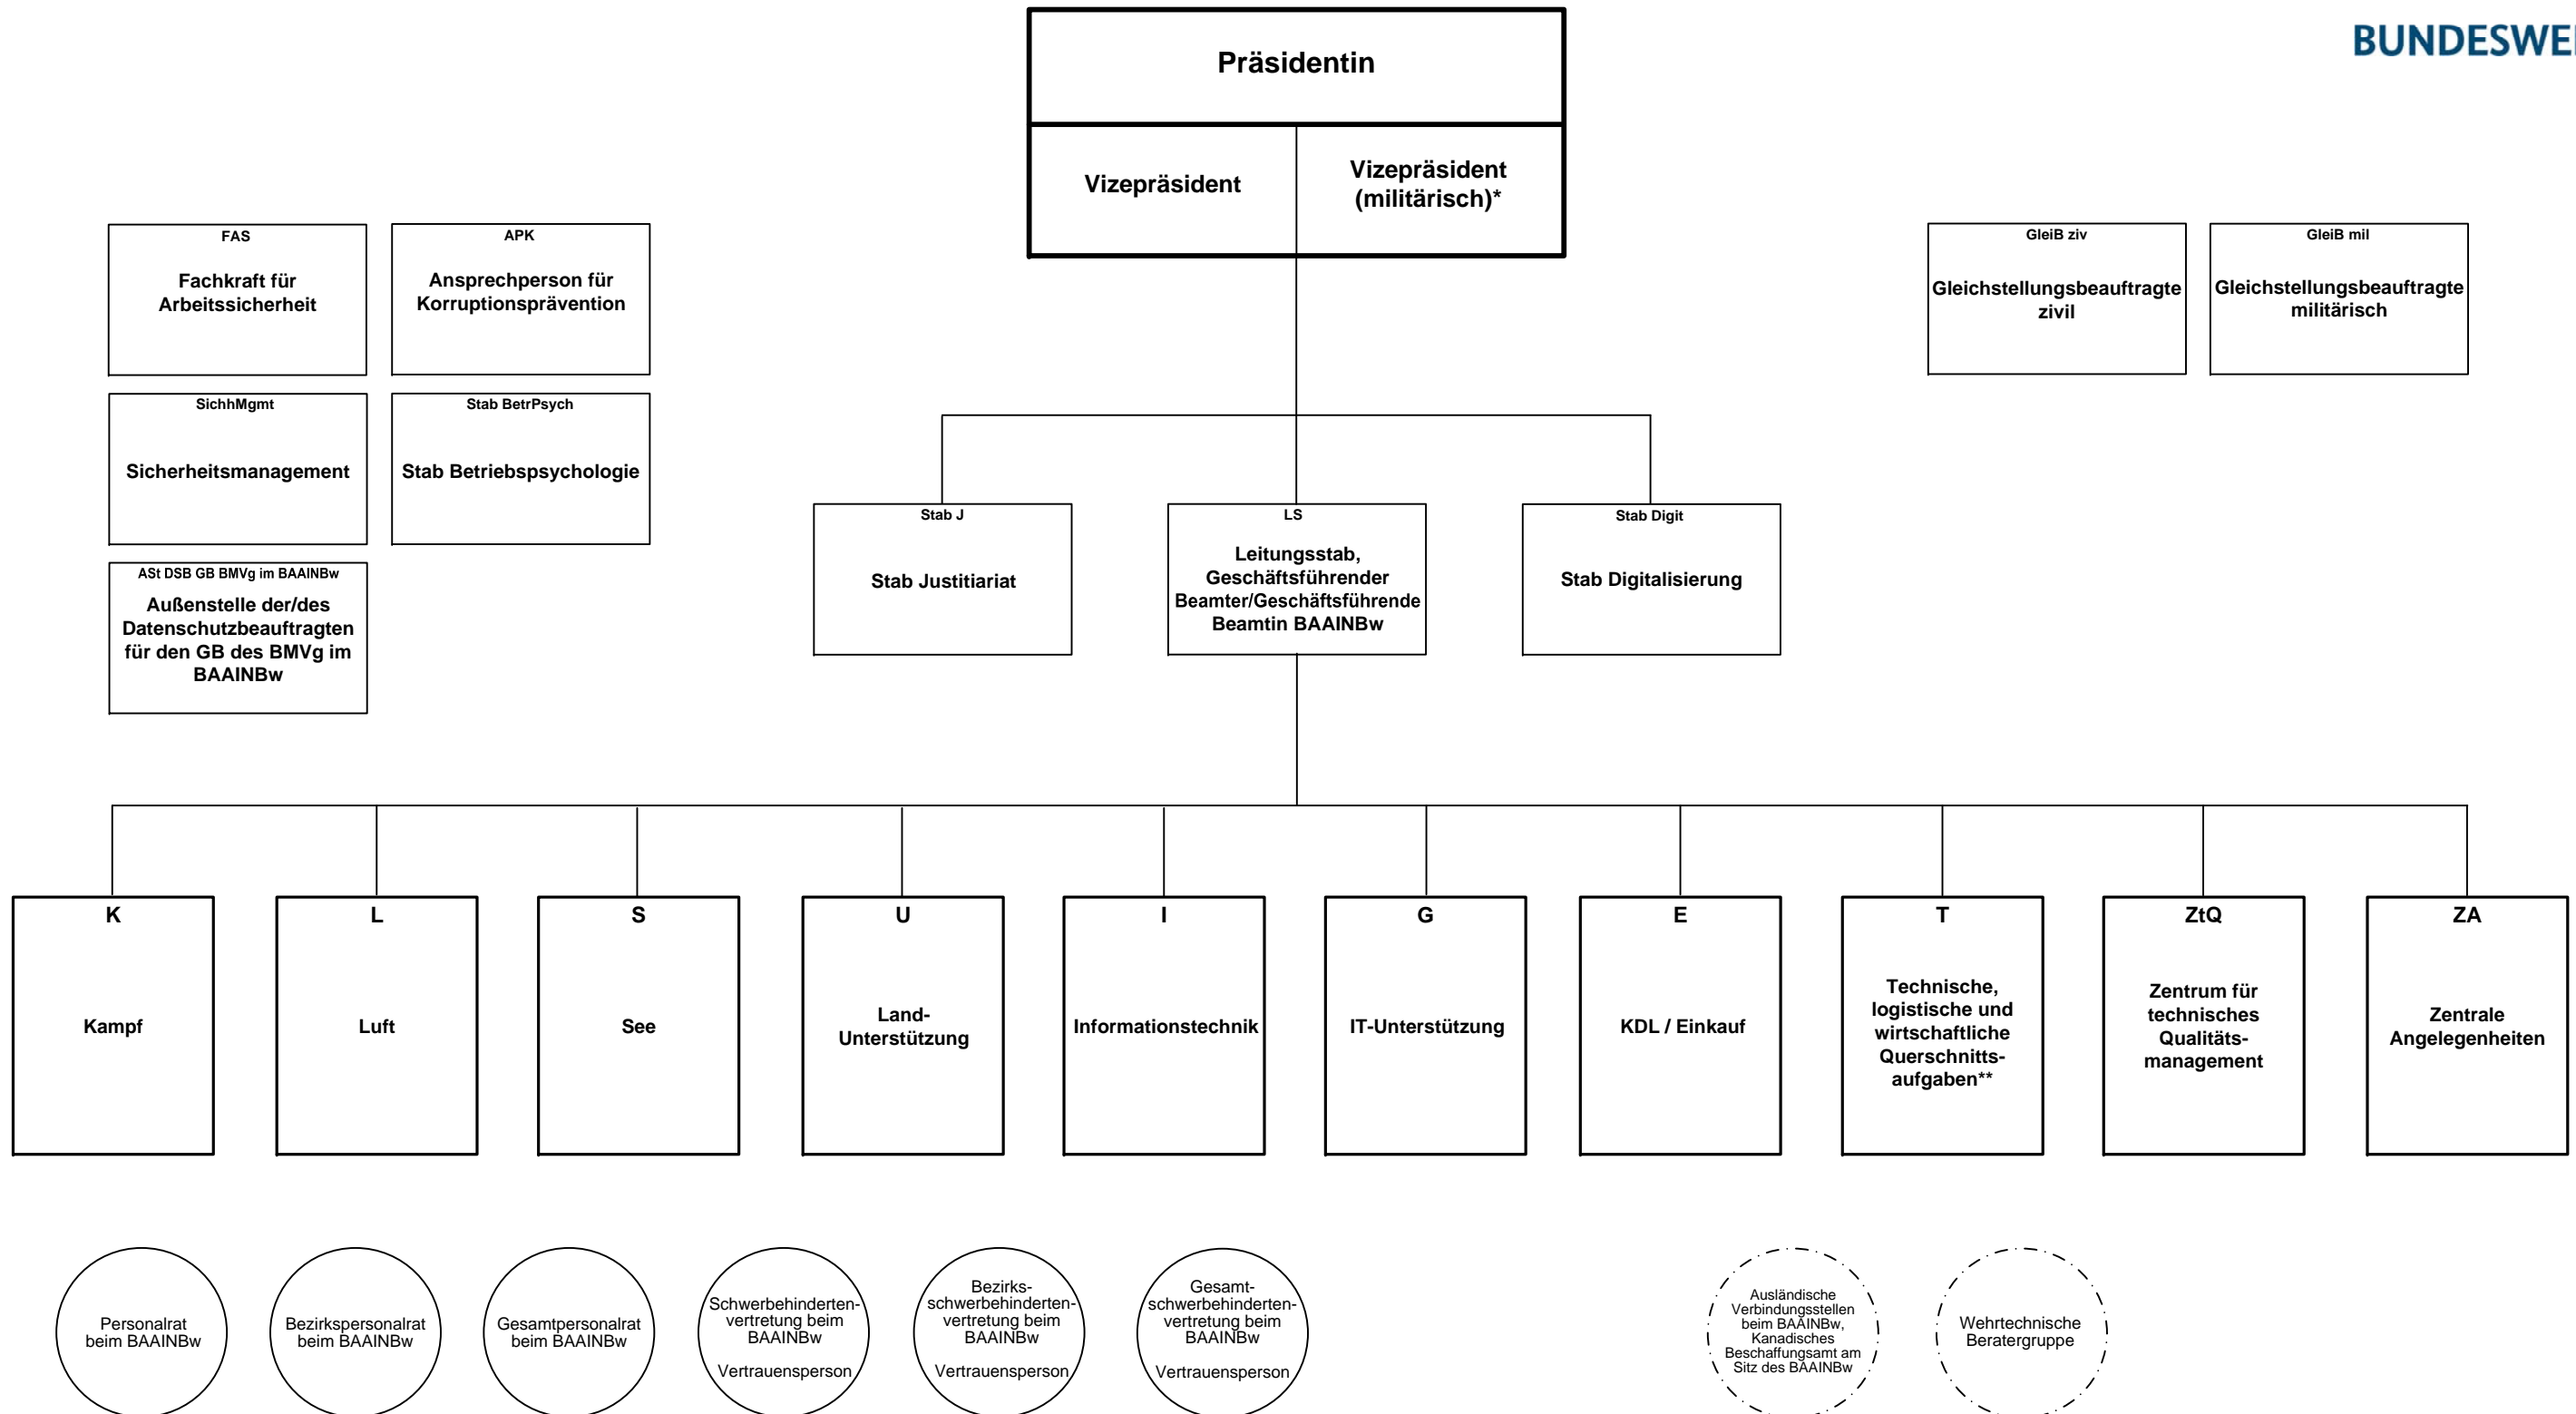 BUNDESWE
Präsidentin
Vizepräsident
Vizepräsident
(militärisch)*
FAS
Fachkraft für
Arbeitssicherheit
APK
Ansprechperson für
Korruptionsprävention
GleiB ziv
Gleichstellungsbeauftragte
zivil
GleiB mil
Gleichstellungsbeauftragte
militärisch
SichhMgmt
Sicherheitsmanagement
Stab BetrPsych
Stab Betriebspsychologie
ASt DSB GB BMVg im BAAINBw
Außenstelle der/des
Datenschutzbeauftragten
für den GB des BMVg im
BAAINBw
Stab J
Stab Justitiariat
LS
Leitungsstab,
Geschäftsführender
Beamter/Geschäftsführende
Beamtin BAAINBw
Stab Digit
Stab Digitalisierung
K
Kampf
L
Luft
S
See
U
Land-
Unterstützung
I
Informationstechnik
G
IT-Unterstützung
E
KDL / Einkauf
T
Technische,
logistische und
wirtschaftliche
Querschnitts-
aufgaben**
ZtQ
Zentrum für
technisches
Qualitäts-
management
ZA
Zentrale
Angelegenheiten
Personalrat
beim BAAINBw
Bezirkspersonalrat
beim BAAINBw
Gesamtpersonalrat
beim BAAINBw
Schwerbehinderten-
vertretung beim
BAAINBw
Vertrauensperson
Bezirks-
schwerbehinderten-
vertretung beim
BAAINBw
Vertrauensperson
Gesamt-
schwerbehinderten-
vertretung beim
BAAINBw
Vertrauensperson
Ausländische
Verbindungsstellen
beim BAAINBw,
Kanadisches
Beschaffungsamt am
Sitz des BAAINBw
Wehrtechnische
Beratergruppe